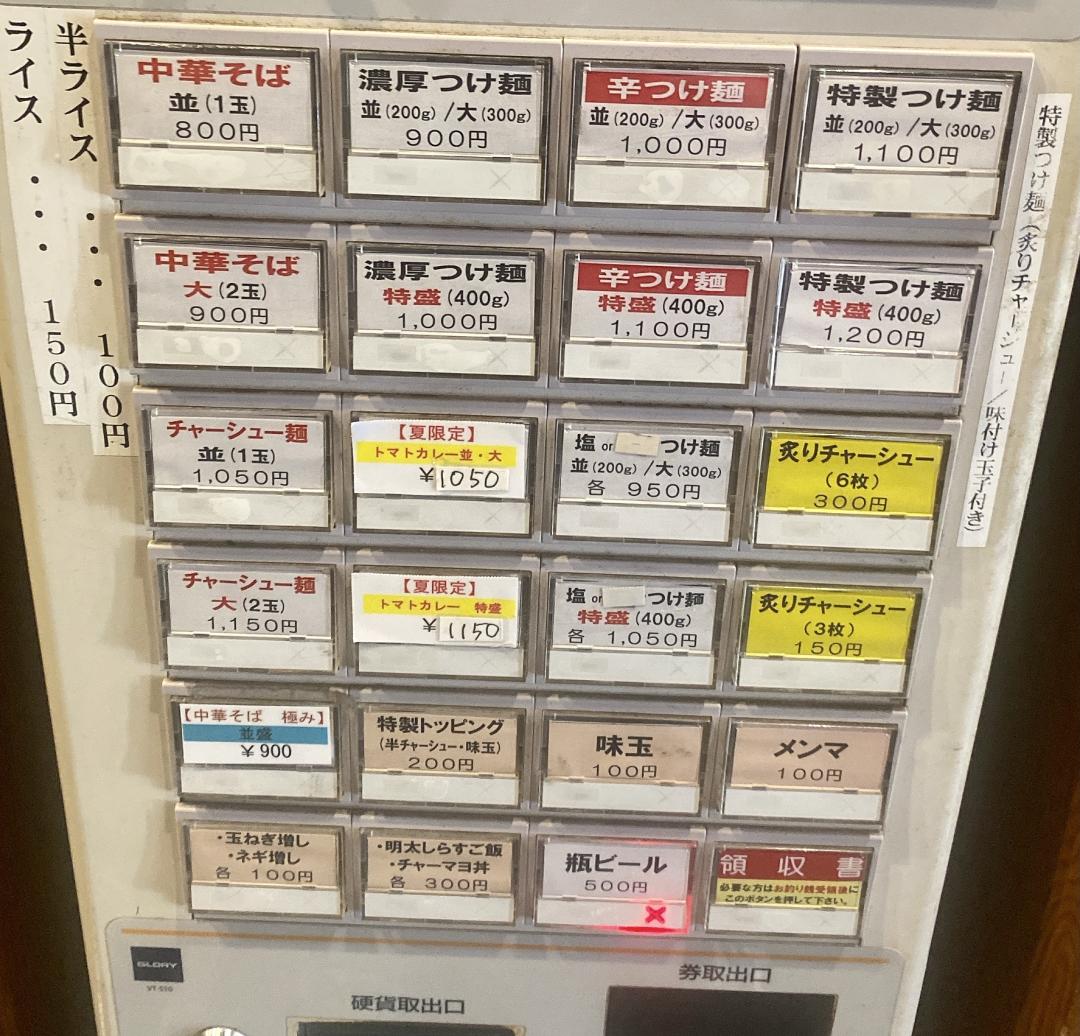 ライス・・・150円
半ライス・・・100円
中華そば
並(1玉)
800円
濃厚つけ麺
並(200g)/大(300g)
900円
辛つけ麺
並(200g)/大(300g)
1,000円
特製つけ麺
並(200g)/大(300g)
1,100円
特製つけ麺(炙りチャーシュー/味付け玉子付き)
中華そば
大(2玉)
900円
濃厚つけ麺
特盛(400g)
1,000円
辛つけ麺
特盛(400g)
1,100円
特製つけ麺
特盛(400g)
1,200円
チャーシュー麺
並(1玉)
1,050円
【夏限定】
トマトカレー並・大
¥1050
塩 or つけ麺
並(200g)/大(300g)
各 950円
炙りチャーシュー
(6枚)
300円
チャーシュー麺
大(2玉)
1,150円
【夏限定】
トマトカレー 特盛
¥1150
塩 or つけ麺
特盛(400g)
各 1,050円
炙りチャーシュー
(3枚)
150円
【中華そば 極み】
並盛
¥900
特製トッピング
(半チャーシュー・味玉)
200円
味玉
100円
メンマ
100円
・玉ねぎ増し
・ネギ増し
各 100円
・明太しらすご飯
・チャーマヨ丼
各 300円
瓶ビール
500円
領収書
必要な方はお釣り銭受領後に
このボタンを押して下さい。
GLORY
VT-S10
硬貨取出口
券取出口